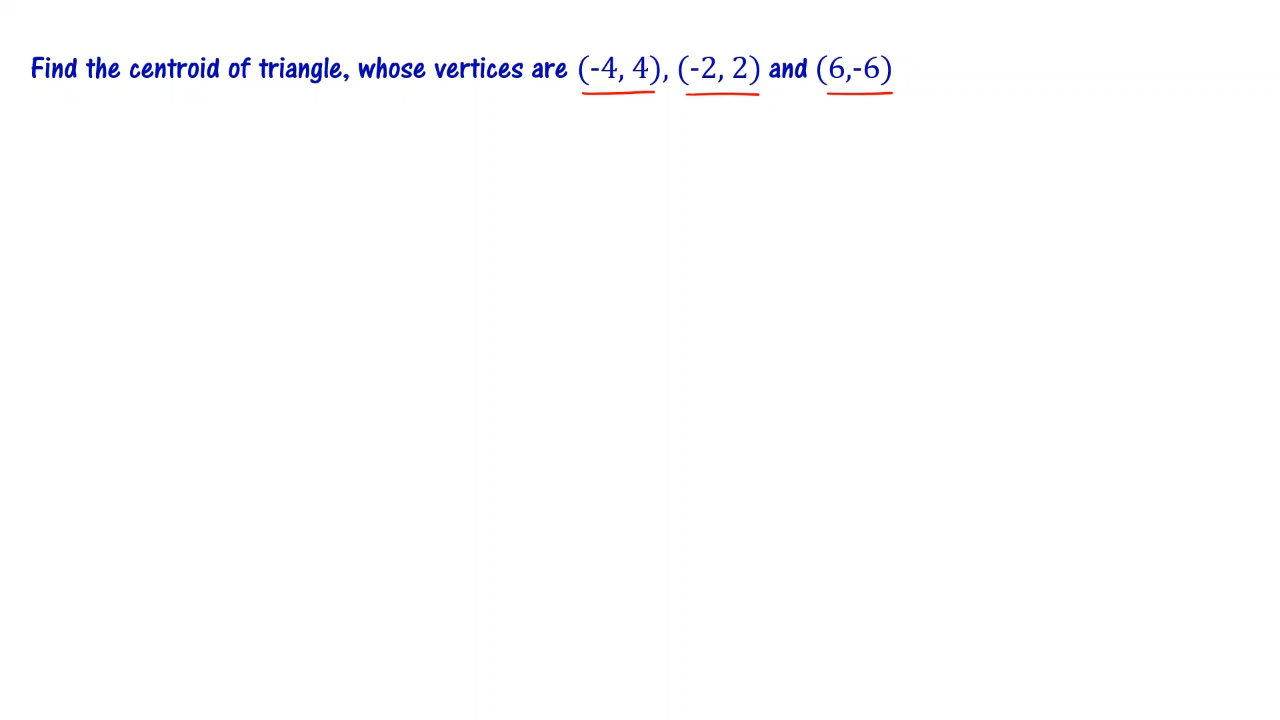 Find the centroid of triangle, whose vertices are (-4, 4), (-2, 2) and (6,-6)